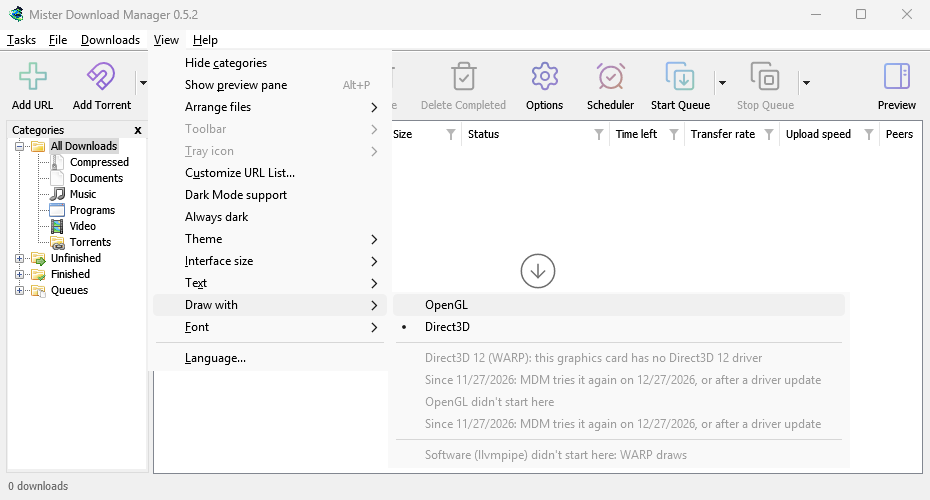 Mister Download Manager 0.5.2
Tasks File Downloads View Help
Add URL
Add Torrent
Delete Completed
Options
Scheduler
Start Queue
Stop Queue
Preview
Hide categories
Show preview pane Alt+P
Arrange files
Toolbar
Tray icon
Customize URL List...
Dark Mode support
Always dark
Theme
Interface size
Text
Draw with
Font
Language...
Categories x
All Downloads
Compressed
Documents
Music
Programs
Video
Torrents
Unfinished
Finished
Queues
Size Status Time left Transfer rate Upload speed Peers
OpenGL
Direct3D
Direct3D 12 (WARP): this graphics card has no Direct3D 12 driver
Since 11/27/2026: MDM tries it again on 12/27/2026, or after a driver update
OpenGL didn't start here
Since 11/27/2026: MDM tries it again on 12/27/2026, or after a driver update
Software (llvmpipe) didn't start here: WARP draws
0 downloads